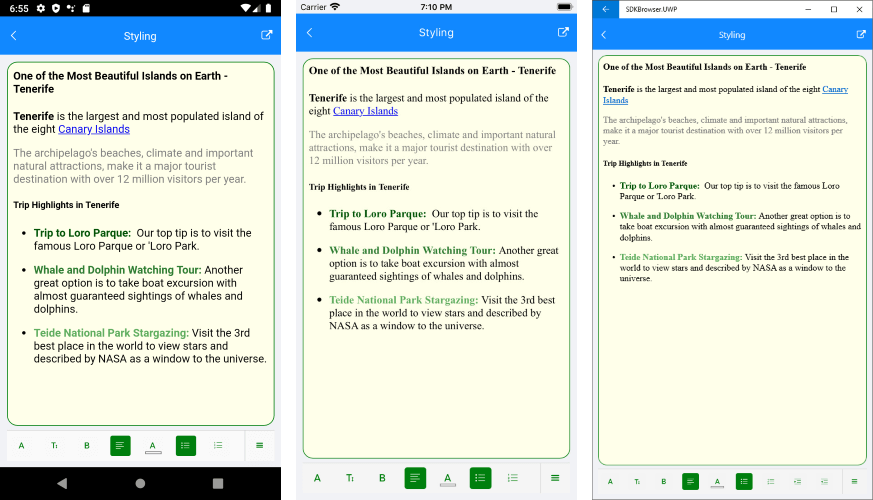 6:55
Styling
One of the Most Beautiful Islands on Earth -
Tenerife
Tenerife is the largest and most populated island of
the eight Canary Islands
The archipelago's beaches, climate and important
natural attractions, make it a major tourist
destination with over 12 million visitors per year.
Trip Highlights in Tenerife
• Trip to Loro Parque:  Our top tip is to visit the
famous Loro Parque or 'Loro Park.
• Whale and Dolphin Watching Tour: Another
great option is to take boat excursion with
almost guaranteed sightings of whales and
dolphins.
• Teide National Park Stargazing: Visit the 3rd
best place in the world to view stars and
described by NASA as a window to the universe.
A TI B A
Carrier 7:10 PM
Styling
One of the Most Beautiful Islands on Earth - Tenerife
Tenerife is the largest and most populated island of the
eight Canary Islands
The archipelago's beaches, climate and important natural
attractions, make it a major tourist destination with over
12 million visitors per year.
Trip Highlights in Tenerife
• Trip to Loro Parque:  Our top tip is to visit the
famous Loro Parque or 'Loro Park.
• Whale and Dolphin Watching Tour: Another great
option is to take boat excursion with almost
guaranteed sightings of whales and dolphins.
• Teide National Park Stargazing: Visit the 3rd best
place in the world to view stars and described by
NASA as a window to the universe.
A TI B A
SDKBrowser.UWP
Styling
One of the Most Beautiful Islands on Earth - Tenerife
Tenerife is the largest and most populated island of the eight Canary
Islands
The archipelago's beaches, climate and important natural attractions,
make it a major tourist destination with over 12 million visitors per
year.
Trip Highlights in Tenerife
• Trip to Loro Parque:  Our top tip is to visit the famous Loro
Parque or 'Loro Park.
• Whale and Dolphin Watching Tour: Another great option is to
take boat excursion with almost guaranteed sightings of whales and
dolphins.
• Teide National Park Stargazing: Visit the 3rd best place in the
world to view stars and described by NASA as a window to the
universe.
A TI B A